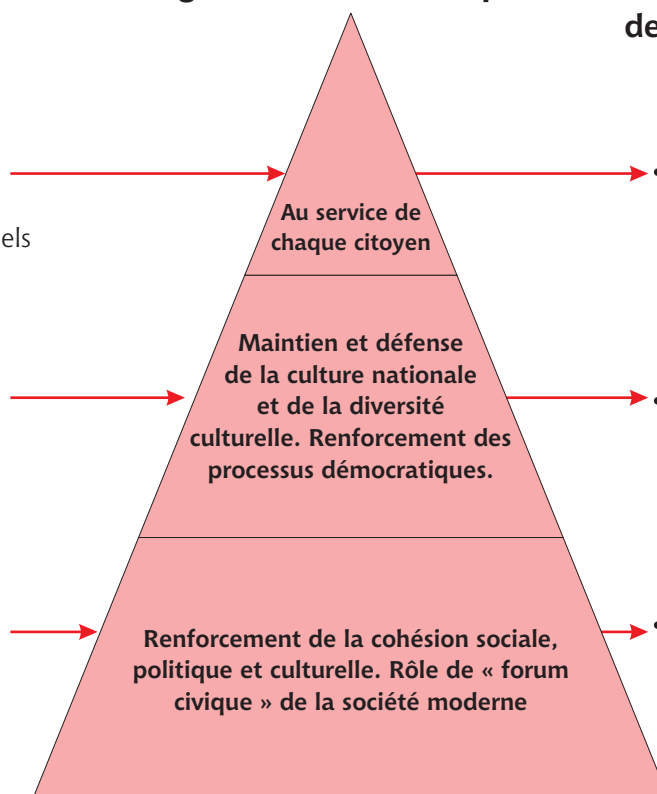 de
Au service de
chaque citoyen
els
Maintien et défense
de la culture nationale
et de la diversité
culturelle. Renforcement des
processus démocratiques.
Renforcement de la cohésion sociale,
politique et culturelle. Rôle de « forum
civique » de la société moderne